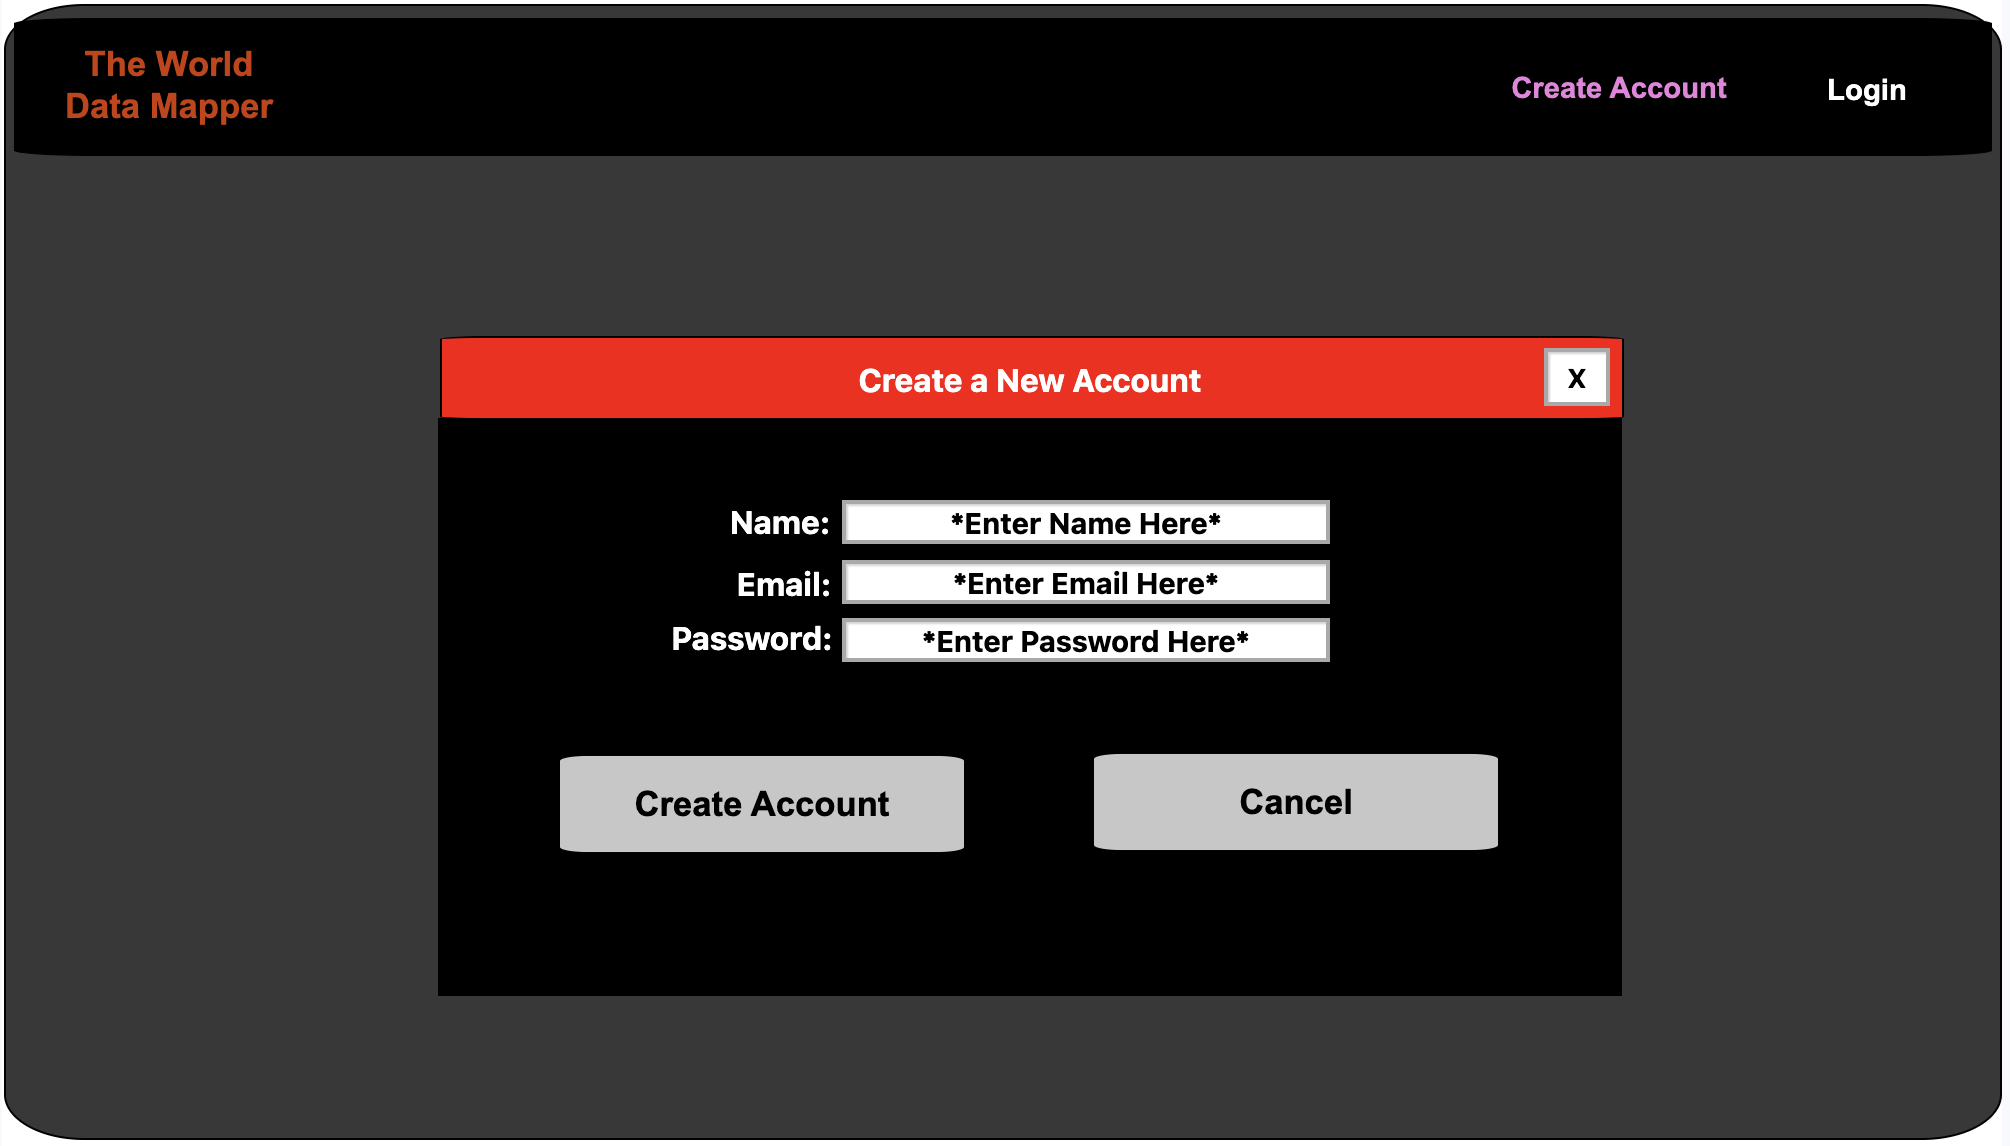 The World
Data Mapper
Create Account
Login
Create a New Account
X
Name:
*Enter Name Here*
Email:
*Enter Email Here*
Password:
*Enter Password Here*
Create Account
Cancel